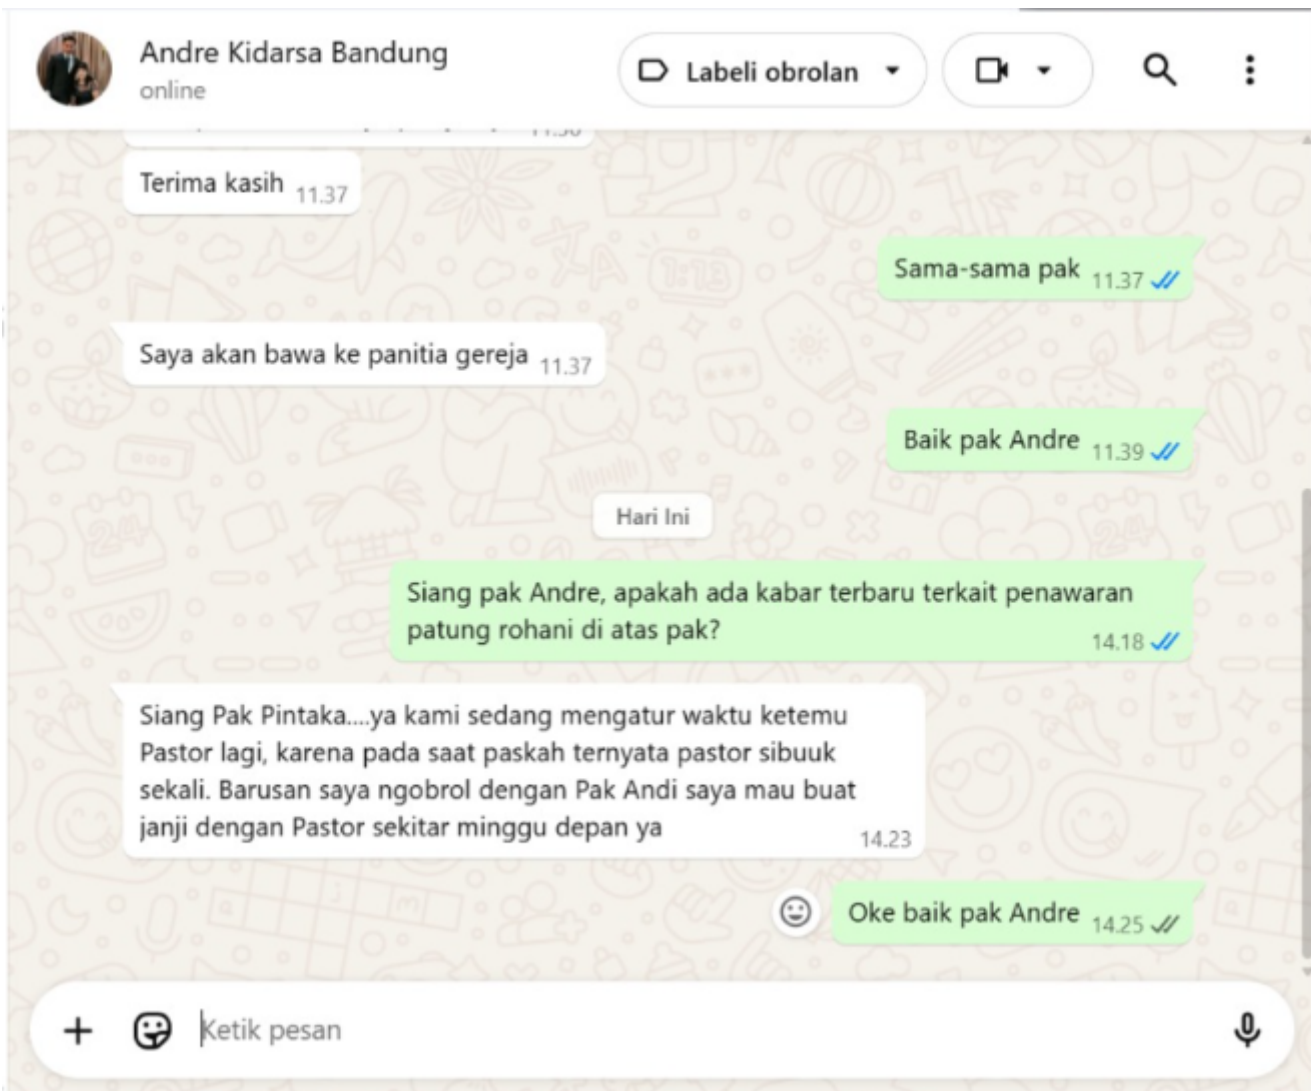 Andre Kidarsa Bandung
online
Labeli obrolan
Terima kasih 11.37
Sama-sama pak 11.37
Saya akan bawa ke panitia gereja 11.37
Baik pak Andre 11.39
Hari Ini
Siang pak Andre, apakah ada kabar terbaru terkait penawaran
patung rohani di atas pak? 14.18
Siang Pak Pintaka....ya kami sedang mengatur waktu ketemu
Pastor lagi, karena pada saat paskah ternyata pastor sibuuk
sekali. Barusan saya ngobrol dengan Pak Andi saya mau buat
janji dengan Pastor sekitar minggu depan ya 14.23
Oke baik pak Andre 14.25
Ketik pesan